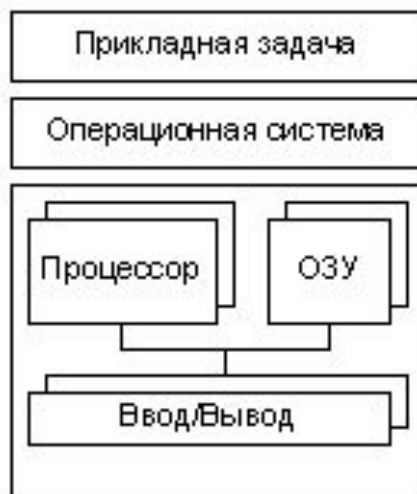 Прикладная задача
Операционная система
Процессор
ОЗУ
Ввод/Вывод